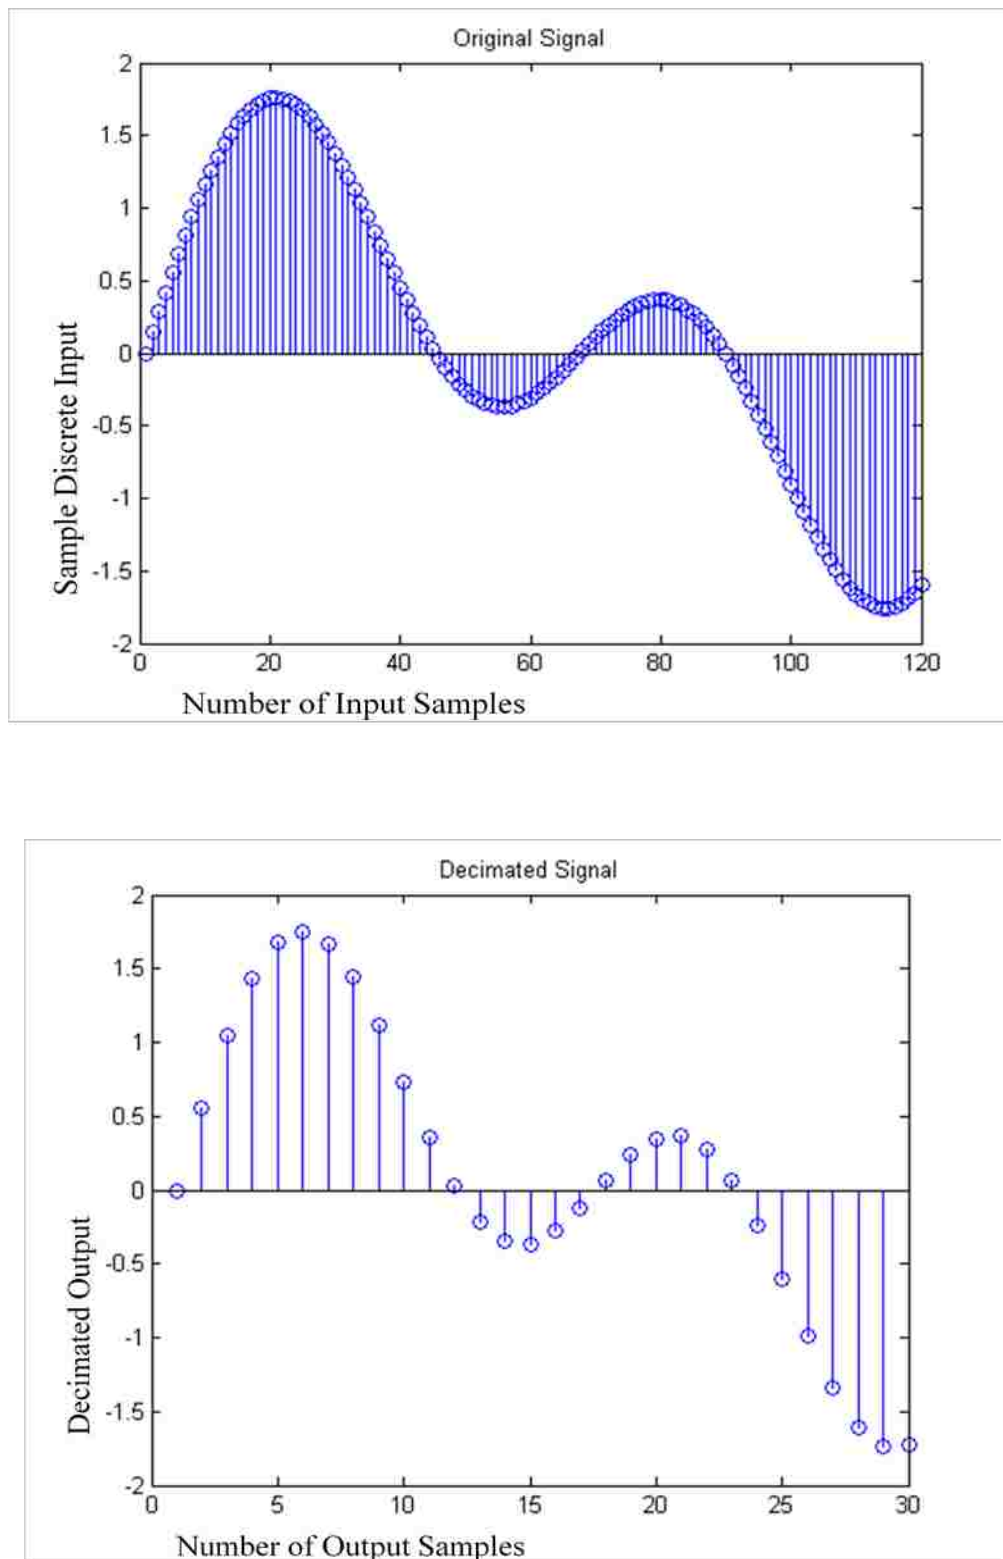 Original Signal
2
1.5
1
0.5
0
-0.5
-1
-1.5
-2
Sample Discrete Input
0 20 40 60 80 100 120
Number of Input Samples
Decimated Signal
2
1.5
1
0.5
0
-0.5
-1
-1.5
-2
Decimated Output
0 5 10 15 20 25 30
Number of Output Samples